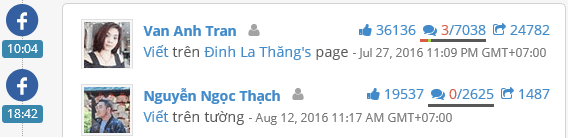 10:04
Van Anh Tran 36136 3/7038 24782
Viết trên Đinh La Thăng's page - Jul 27, 2016 11:09 PM GMT+07:00
18:42
Nguyễn Ngọc Thạch 19537 0/2625 1487
Viết trên tường - Aug 12, 2016 11:17 AM GMT+07:00